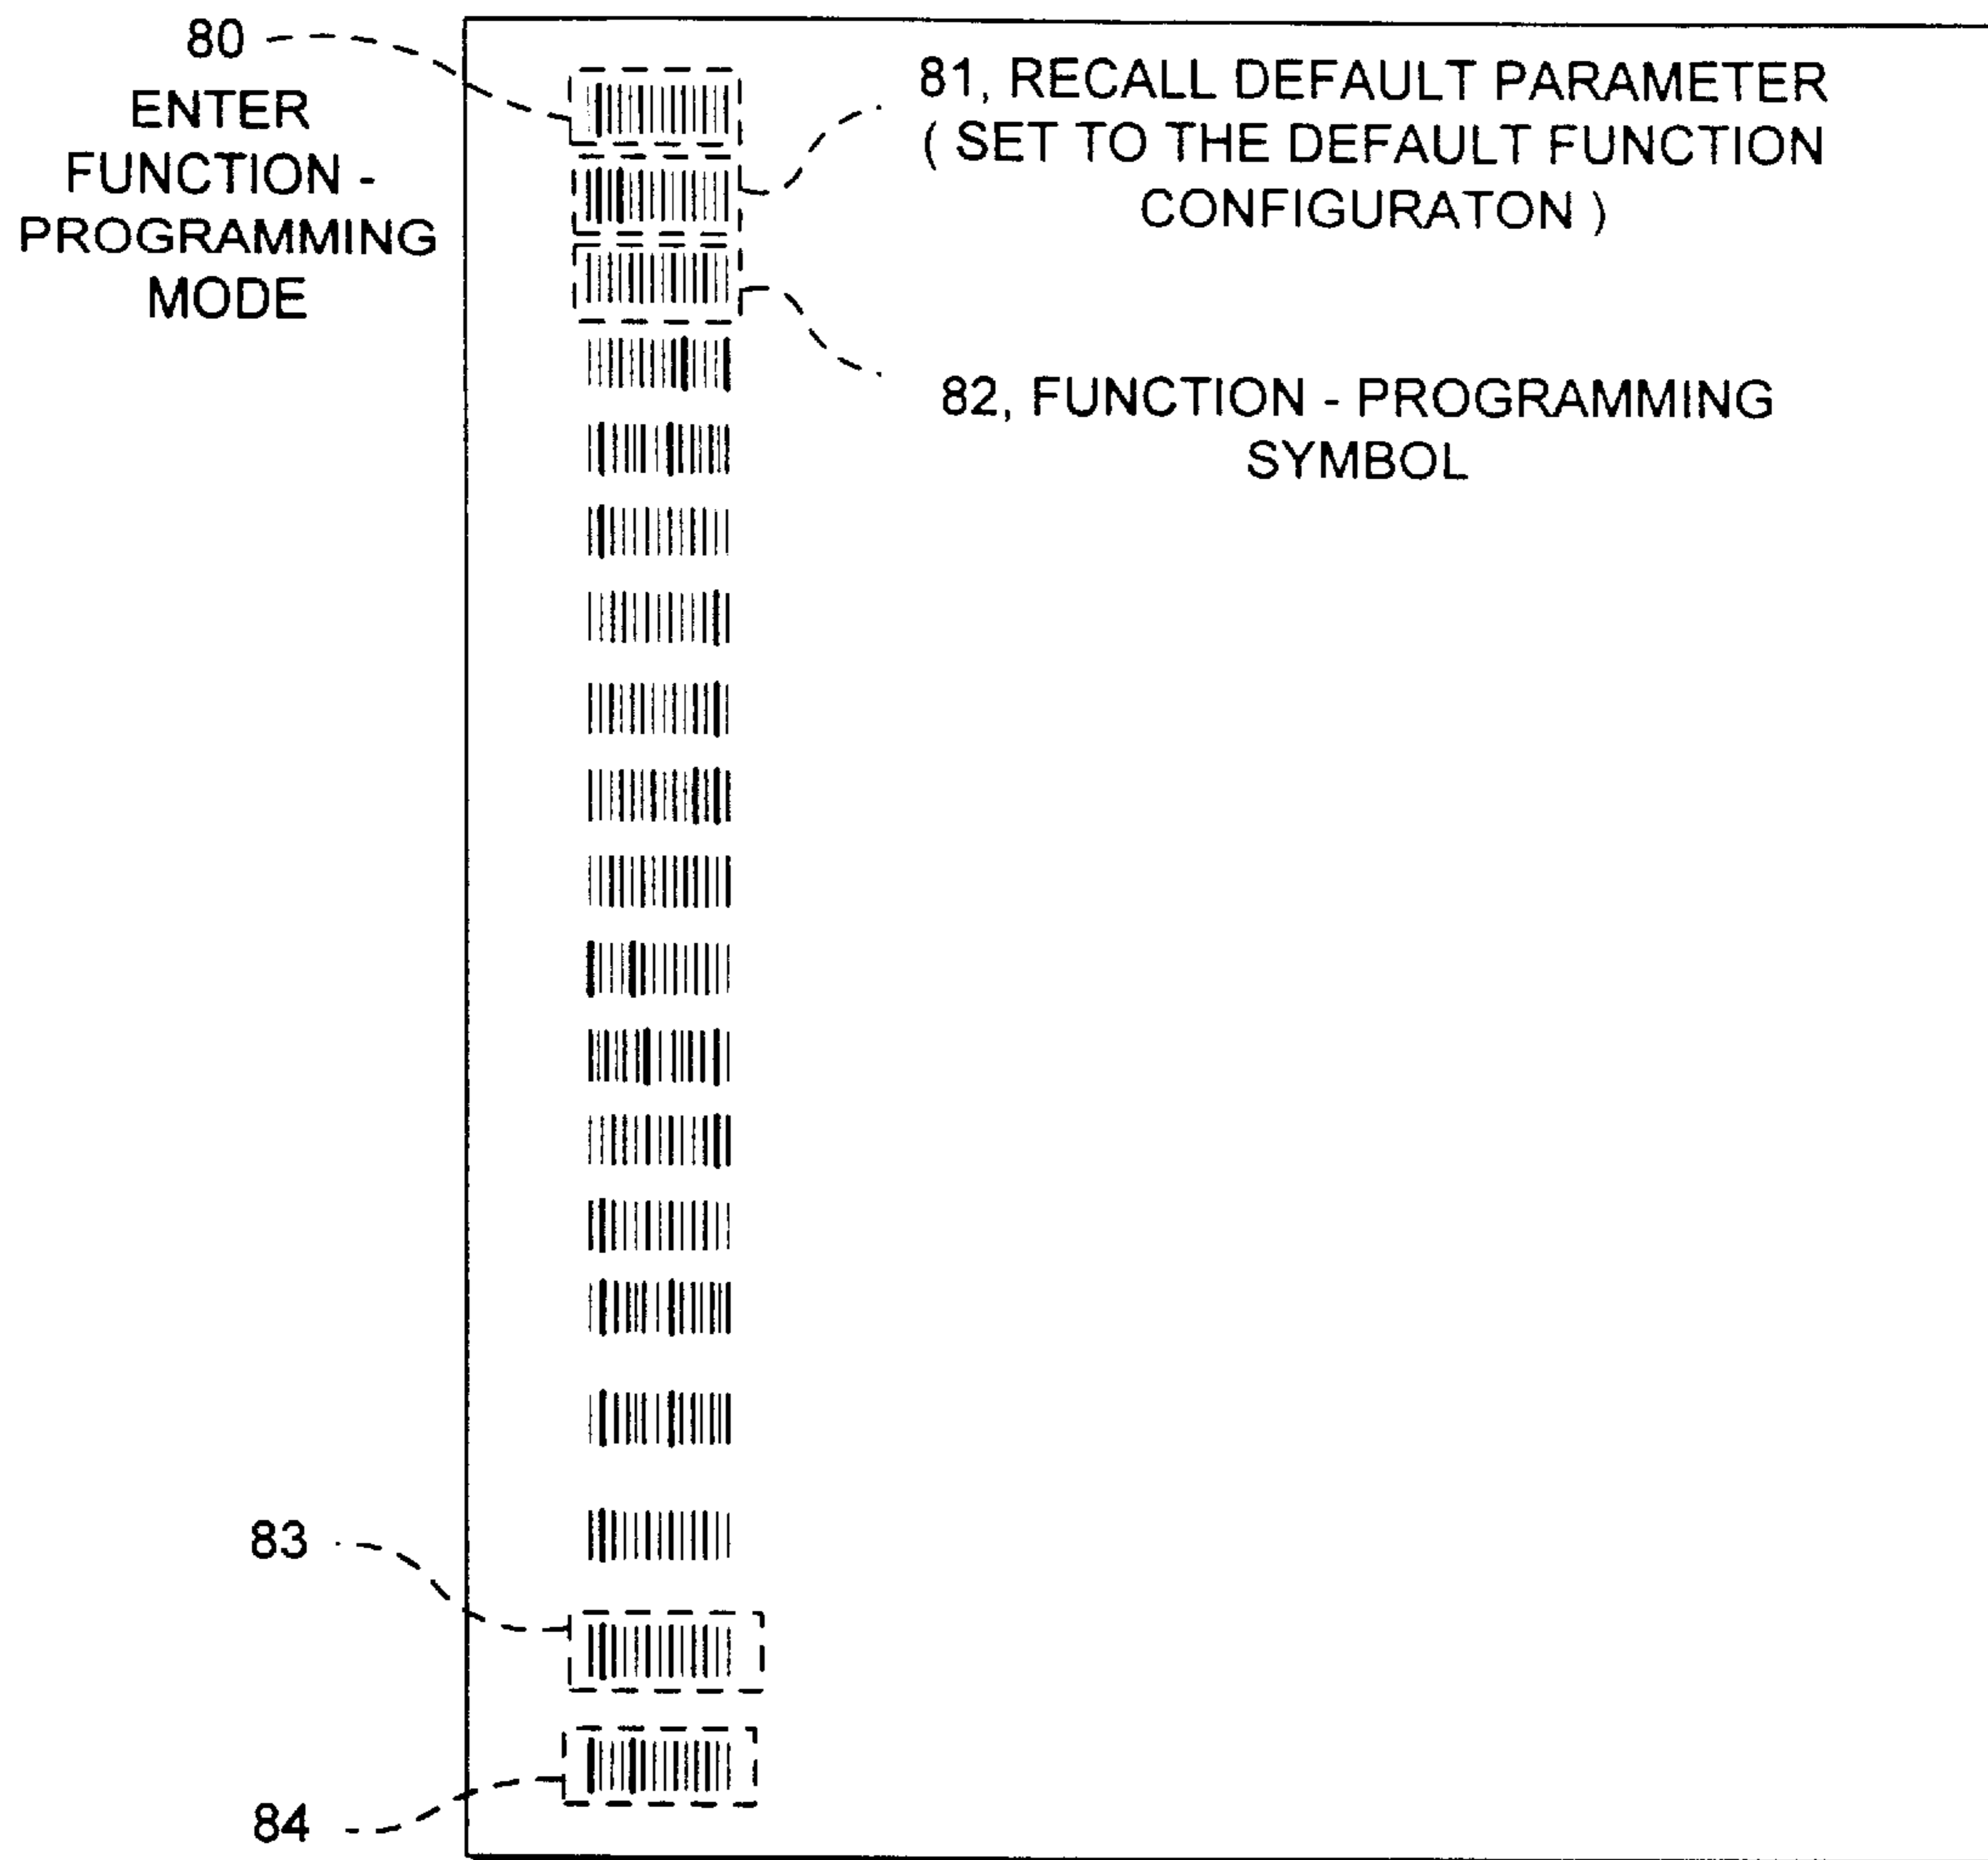 80
ENTER
FUNCTION -
PROGRAMMING
MODE
81, RECALL DEFAULT PARAMETER
( SET TO THE DEFAULT FUNCTION
CONFIGURATON )
82, FUNCTION - PROGRAMMING
SYMBOL
83
84